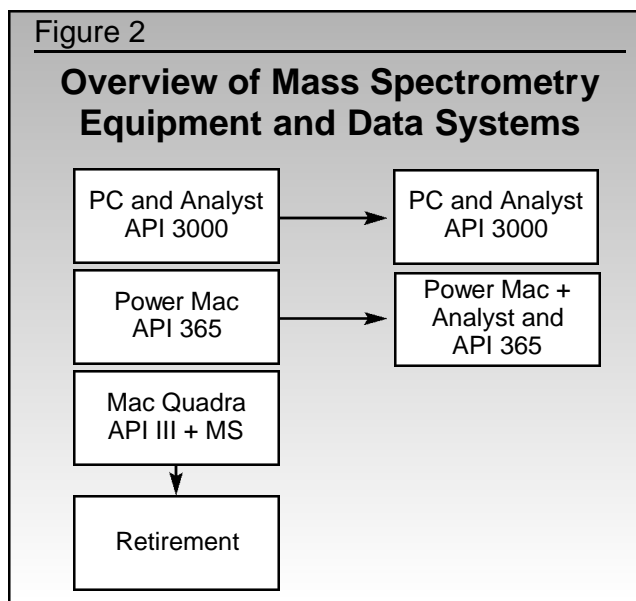 Figure 2
Overview of Mass Spectrometry
Equipment and Data Systems
PC and Analyst
API 3000
PC and Analyst
API 3000
Power Mac
API 365
Power Mac +
Analyst and
API 365
Mac Quadra
API III + MS
Retirement